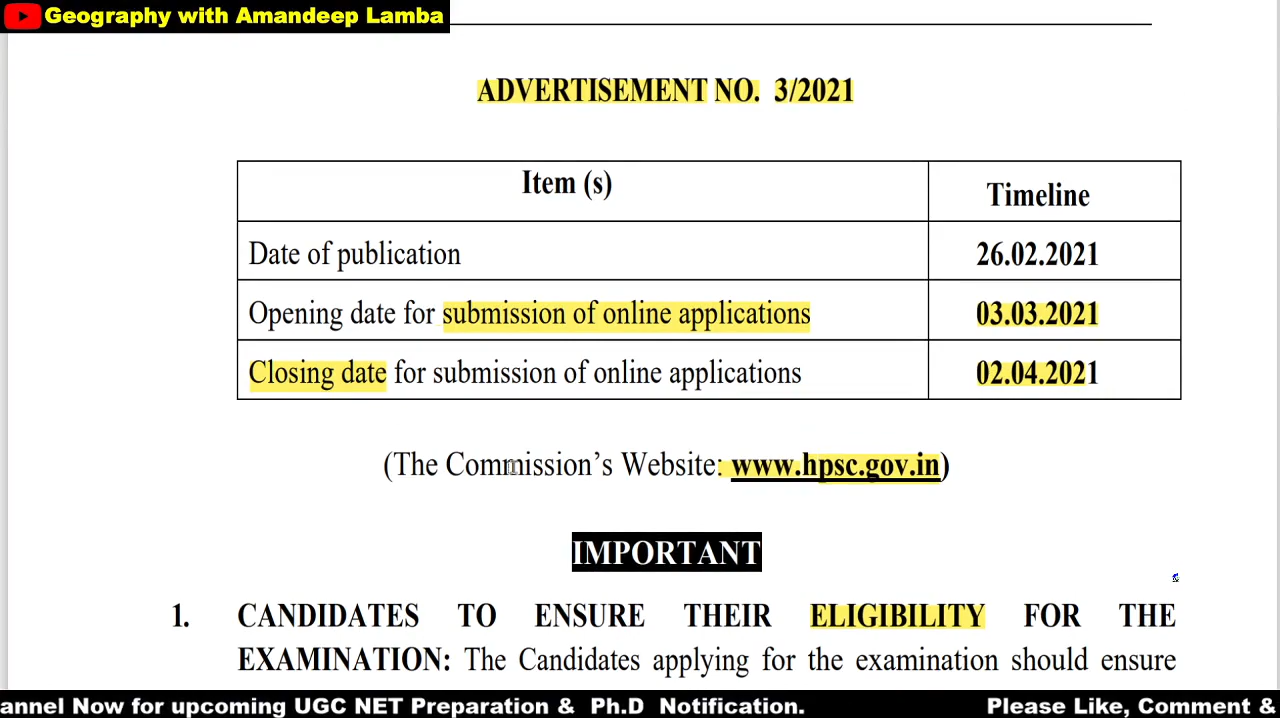 Geography with Amandeep Lamba
ADVERTISEMENT NO. 3/2021
Item (s) Timeline
Date of publication 26.02.2021
Opening date for submission of online applications 03.03.2021
Closing date for submission of online applications 02.04.2021
(The Commission’s Website: www.hpsc.gov.in)
IMPORTANT
1. CANDIDATES TO ENSURE THEIR ELIGIBILITY FOR THE
EXAMINATION: The Candidates applying for the examination should ensure
annel Now for upcoming UGC NET Preparation & Ph.D Notification. Please Like, Comment &